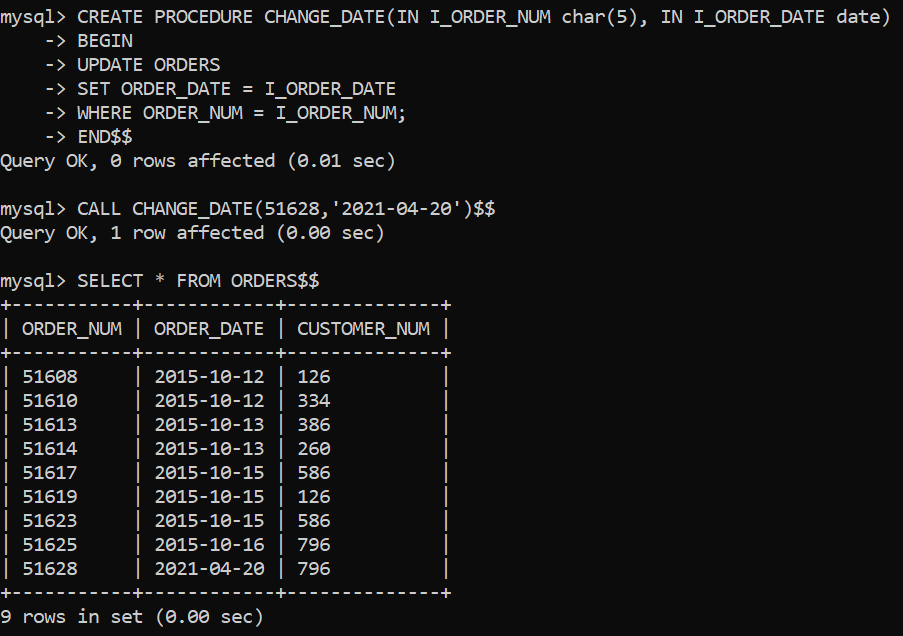 mysql> CREATE PROCEDURE CHANGE_DATE(IN I_ORDER_NUM char(5), IN I_ORDER_DATE date)
    -> BEGIN
    -> UPDATE ORDERS
    -> SET ORDER_DATE = I_ORDER_DATE
    -> WHERE ORDER_NUM = I_ORDER_NUM;
    -> END$$
Query OK, 0 rows affected (0.01 sec)

mysql> CALL CHANGE_DATE(51628,'2021-04-20')$$
Query OK, 1 row affected (0.00 sec)

mysql> SELECT * FROM ORDERS$$
+-----------+------------+--------------+
| ORDER_NUM | ORDER_DATE | CUSTOMER_NUM |
+-----------+------------+--------------+
| 51608     | 2015-10-12 | 126          |
| 51610     | 2015-10-12 | 334          |
| 51613     | 2015-10-13 | 386          |
| 51614     | 2015-10-13 | 260          |
| 51617     | 2015-10-15 | 586          |
| 51619     | 2015-10-15 | 126          |
| 51623     | 2015-10-15 | 586          |
| 51625     | 2015-10-16 | 796          |
| 51628     | 2021-04-20 | 796          |
+-----------+------------+--------------+
9 rows in set (0.00 sec)